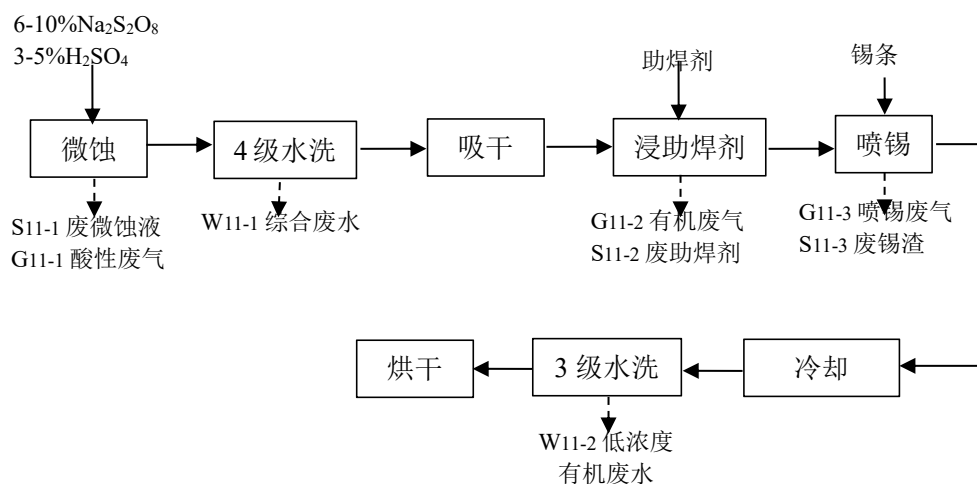 6-10%Na₂S₂O₈
3-5%H₂SO₄
助焊剂
锡条
微蚀
4 级水洗
吸干
浸助焊剂
喷锡
S11-1 废微蚀液
G11-1 酸性废气
W11-1 综合废水
G11-2 有机废气
S11-2 废助焊剂
G11-3 喷锡废气
S11-3 废锡渣
烘干
3 级水洗
冷却
W11-2 低浓度
有机废水